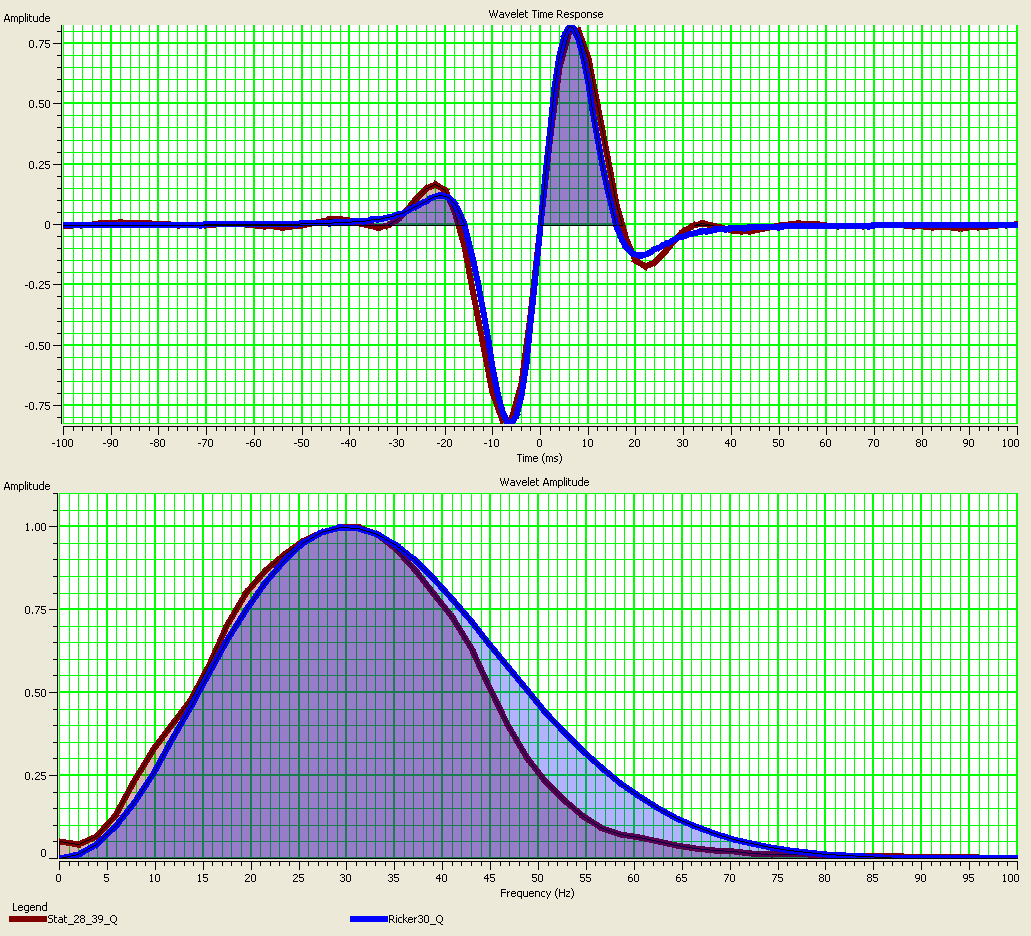 Wavelet Time Response
Amplitude
0.75
0.50
0.25
0
-0.25
-0.50
-0.75
-100 -90 -80 -70 -60 -50 -40 -30 -20 -10 0 10 20 30 40 50 60 70 80 90 100
Time (ms)
Wavelet Amplitude
Amplitude
1.00
0.75
0.50
0.25
0
0 5 10 15 20 25 30 35 40 45 50 55 60 65 70 75 80 85 90 95 100
Frequency (Hz)
Legend
Stat_28_39_Q Ricker30_Q